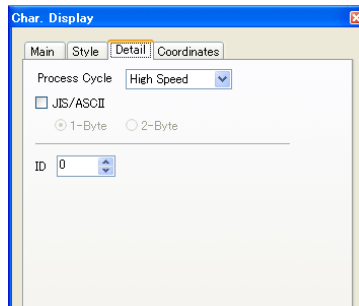 Char. Display
Main Style Detail Coordinates
Process Cycle High Speed
JIS/ASCII
1-Byte 2-Byte
ID 0